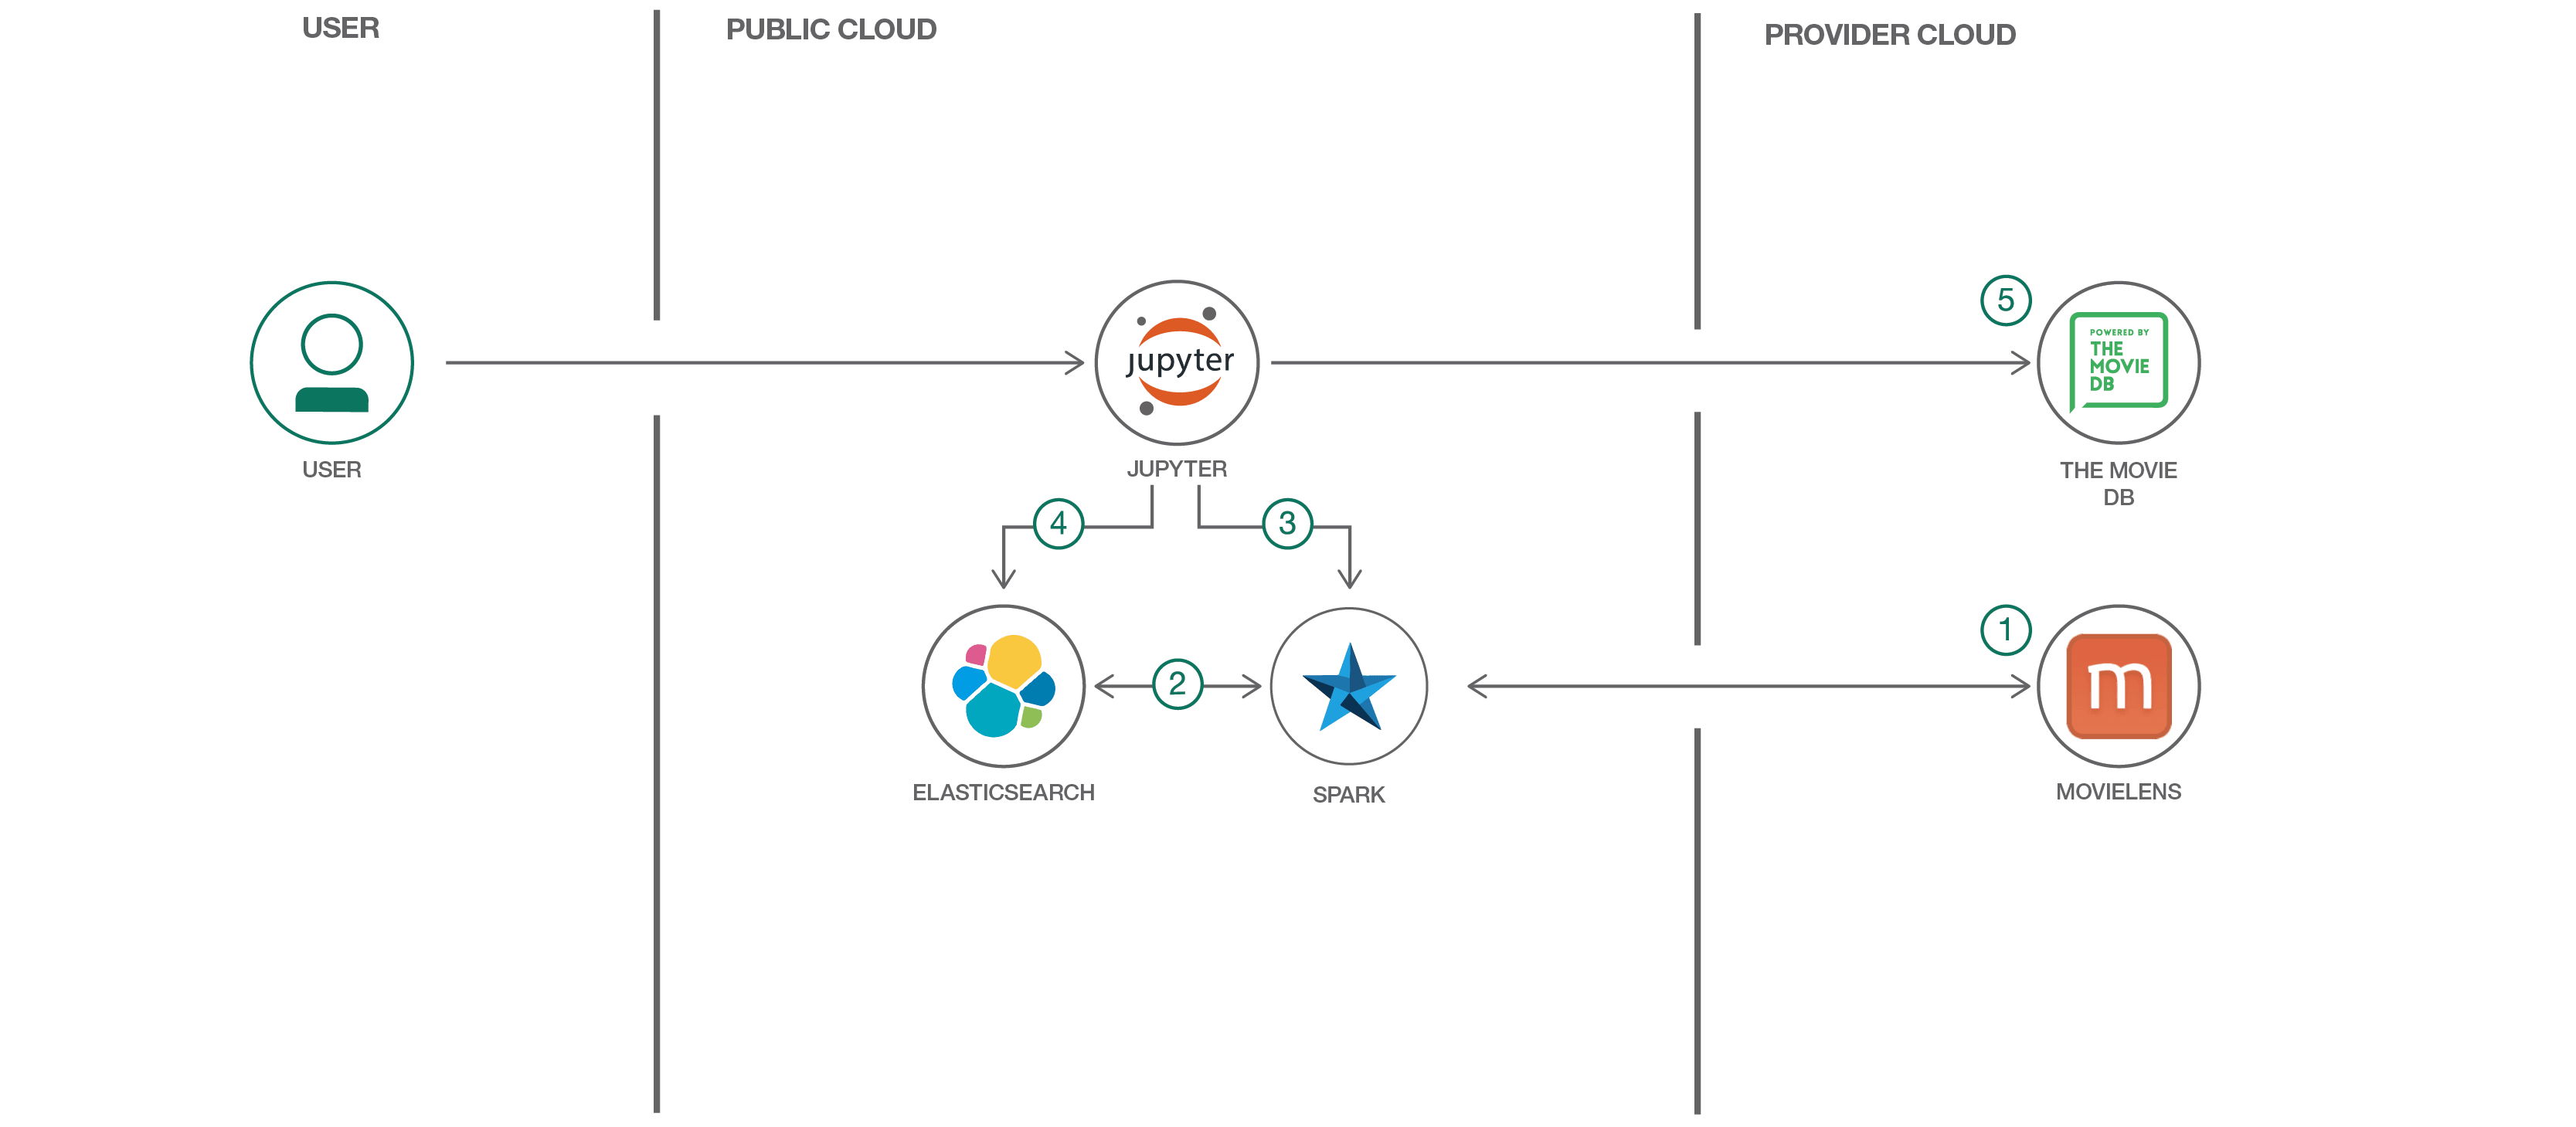 USER
PUBLIC CLOUD
PROVIDER CLOUD
5
POWERED BY
THE
MOVIE
DB
jupyter
USER
JUPYTER
THE MOVIE
DB
4
3
1
2
m
ELASTICSEARCH
SPARK
MOVIELENS